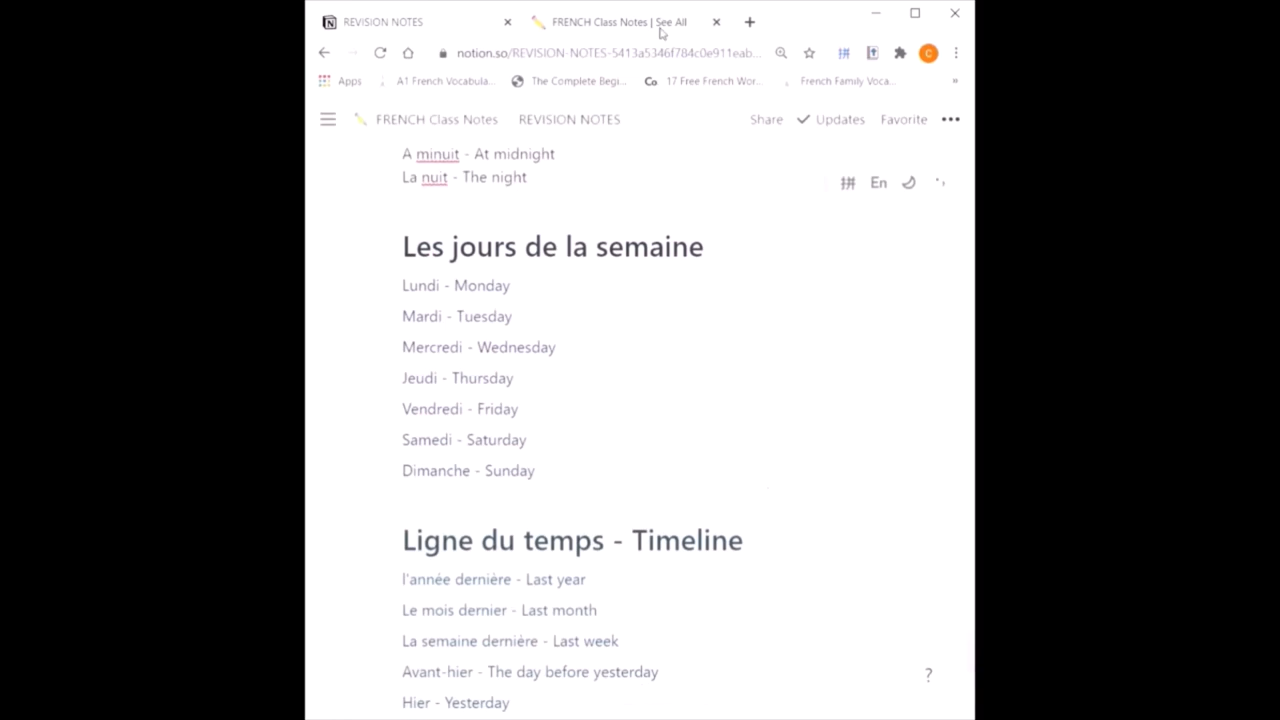 REVISION NOTES
FRENCH Class Notes | See All
notion.so/REVISION-NOTES-5413a5346f784c0e911eab...
C
Apps
A1 French Vocabula...
The Complete Begi...
17 Free French Wor...
French Family Voca...
»
FRENCH Class Notes REVISION NOTES Share Updates Favorite
A minuit - At midnight
La nuit - The night
拼 En
Les jours de la semaine
Lundi - Monday
Mardi - Tuesday
Mercredi - Wednesday
Jeudi - Thursday
Vendredi - Friday
Samedi - Saturday
Dimanche - Sunday
Ligne du temps - Timeline
l'année dernière - Last year
Le mois dernier - Last month
La semaine dernière - Last week
Avant-hier - The day before yesterday
Hier - Yesterday
?